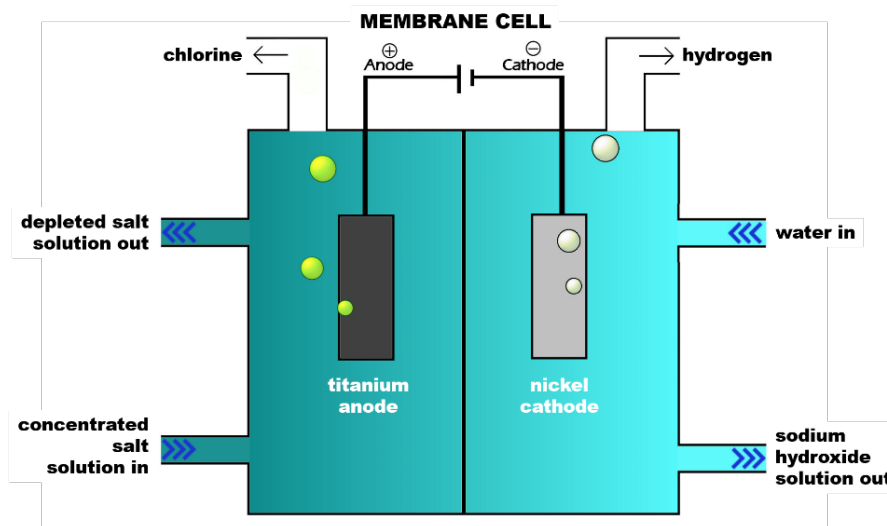 MEMBRANE CELL
chlorine
⊕
Anode
⊖
Cathode
hydrogen
depleted salt
solution out
water in
titanium
anode
nickel
cathode
concentrated
salt
solution in
sodium
hydroxide
solution out